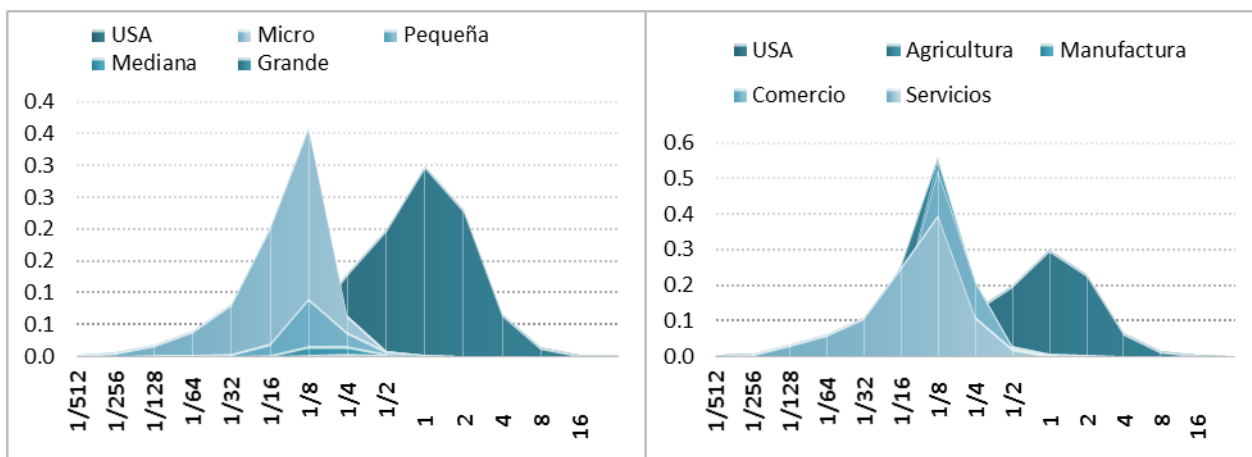 USA Micro Pequeña
Mediana Grande
0.4
0.4
0.3
0.3
0.2
0.2
0.1
0.1
0.0
1/512 1/256 1/128 1/64 1/32 1/16 1/8 1/4 1/2 1 2 4 8 16
USA Agricultura Manufactura
Comercio Servicios
0.6
0.5
0.4
0.3
0.2
0.1
0.0
1/512 1/256 1/128 1/64 1/32 1/16 1/8 1/4 1/2 1 2 4 8 16